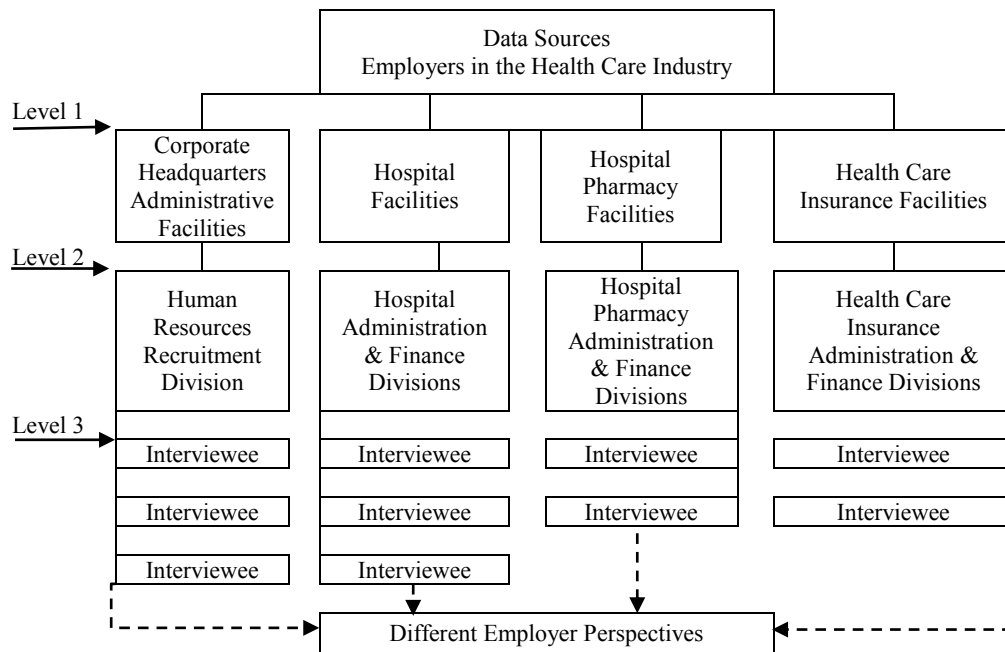 Data Sources
Employers in the Health Care Industry
Level 1
Corporate
Headquarters
Administrative
Facilities
Hospital
Facilities
Hospital
Pharmacy
Facilities
Health Care
Insurance Facilities
Level 2
Human
Resources
Recruitment
Division
Hospital
Administration
& Finance
Divisions
Hospital
Pharmacy
Administration
& Finance
Divisions
Health Care
Insurance
Administration &
Finance Divisions
Level 3
Interviewee
Interviewee
Interviewee
Interviewee
Interviewee
Interviewee
Interviewee
Interviewee
Interviewee
Interviewee
Different Employer Perspectives